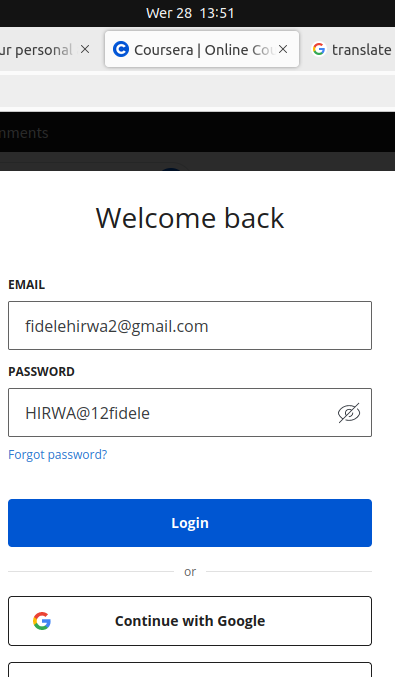 Wer 28 13:51
ur personal
Coursera | Online Cou
translate
nments
Welcome back
EMAIL
fidelehirwa2@gmail.com
PASSWORD
HIRWA@12fidele
Forgot password?
Login
or
Continue with Google